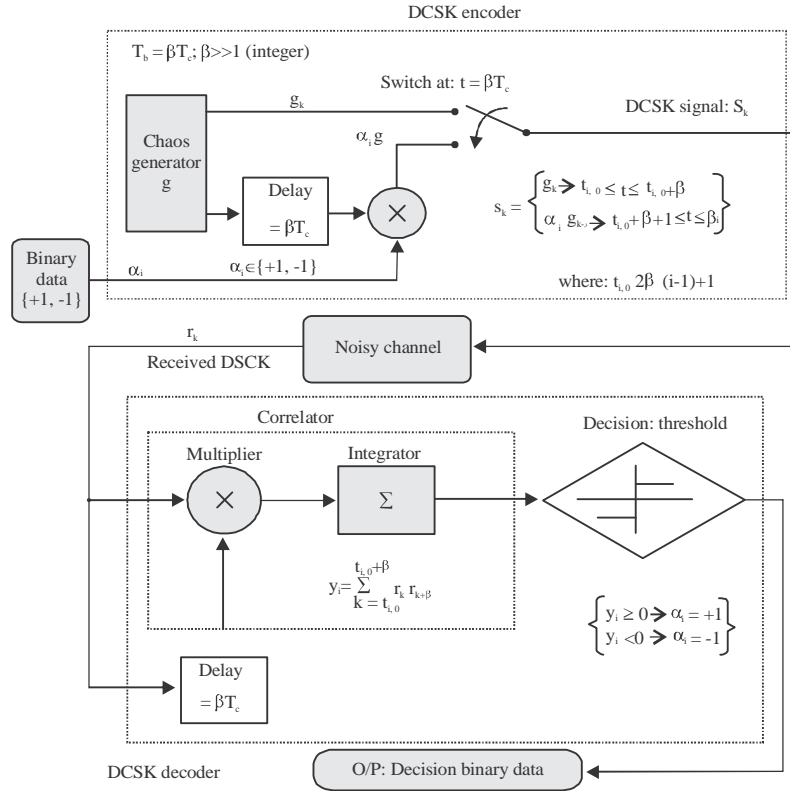 DCSK encoder
T_b = βT_c; β>>1 (integer)
Switch at: t = βT_c
g_k
DCSK signal: S_k
Chaos
generator
g
α_i g
Delay
= βT_c
×
s_k = { g_k → t_i, 0 ≤ t ≤ t_i, 0+β
α_i g_k-, → t_i, 0+β+1≤t≤β_i }
Binary
data
{+1, -1}
α_i
α_i∈{+1, -1}
where: t_i, 0 2β (i-1)+1
r_k
Received DSCK
Noisy channel
Correlator
Decision: threshold
Multiplier
Integrator
×
Σ
y_i= Σ r_k r_k+β
t_i, 0+β
k = t_i, 0
{ y_i ≥ 0 → α_i = +1
y_i <0 → α_i = -1 }
Delay
= βT_c
DCSK decoder
O/P: Decision binary data